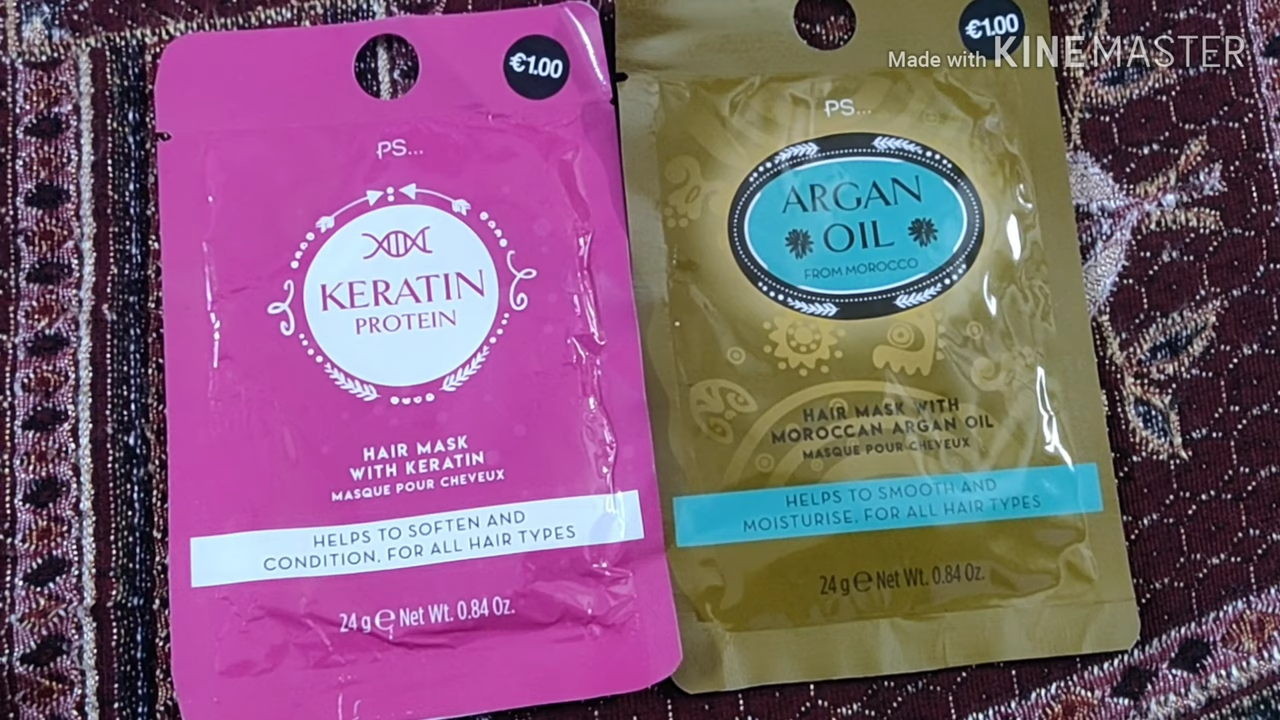 €1.00
PS...
KERATIN
PROTEIN
HAIR MASK
WITH KERATIN
MASQUE POUR CHEVEUX
HELPS TO SOFTEN AND
CONDITION, FOR ALL HAIR TYPES
24 g ℮ Net Wt. 0.84 Oz.
€1.00
Made with KINEMASTER
PS...
ARGAN
OIL
FROM MOROCCO
HAIR MASK WITH
MOROCCAN ARGAN OIL
MASQUE POUR CHEVEUX
HELPS TO SMOOTH AND
MOISTURISE, FOR ALL HAIR TYPES
24 g ℮ Net Wt. 0.84 Oz.